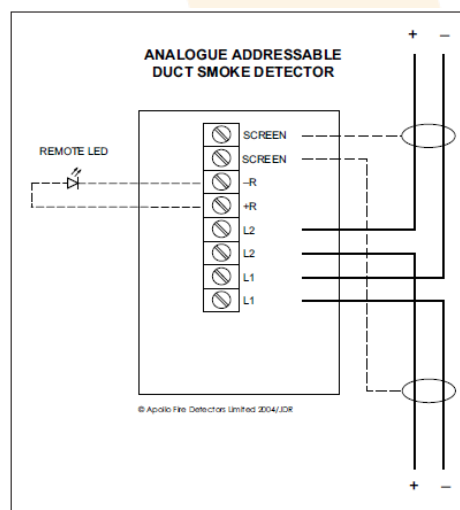 + –
ANALOGUE ADDRESSABLE
DUCT SMOKE DETECTOR
SCREEN
REMOTE LED
SCREEN
–R
+R
L2
L2
L1
L1
© Apollo Fire Detectors Limited 2004/JDR
+ –